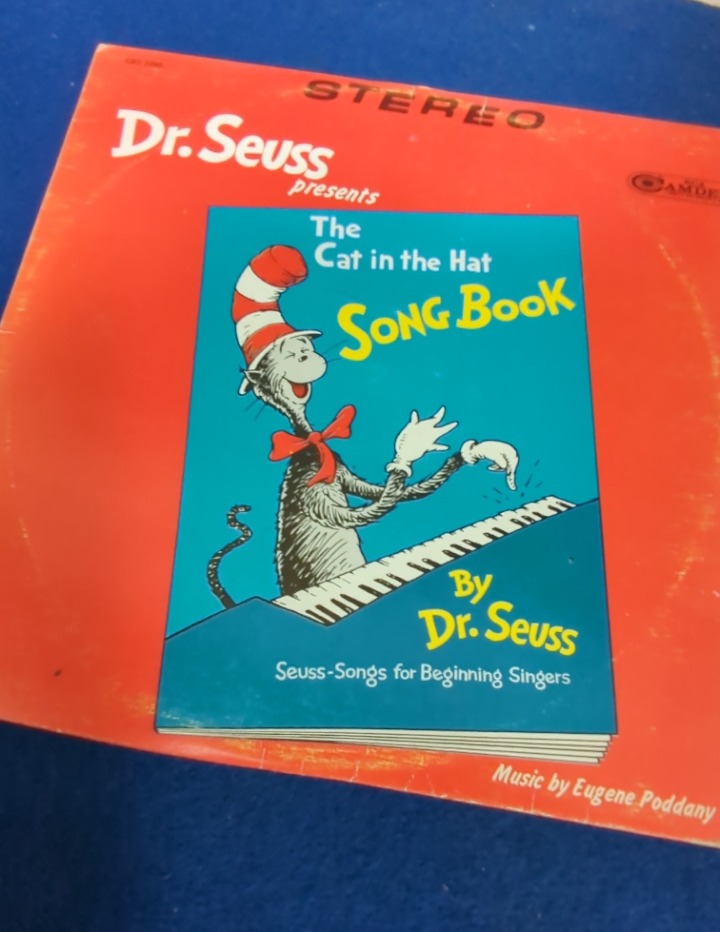 STEREO
Dr. Seuss
presents
The
Cat in the Hat
SONG BOOK
By
Dr. Seuss
Seuss-Songs for Beginning Singers
Music by Eugene Poddany